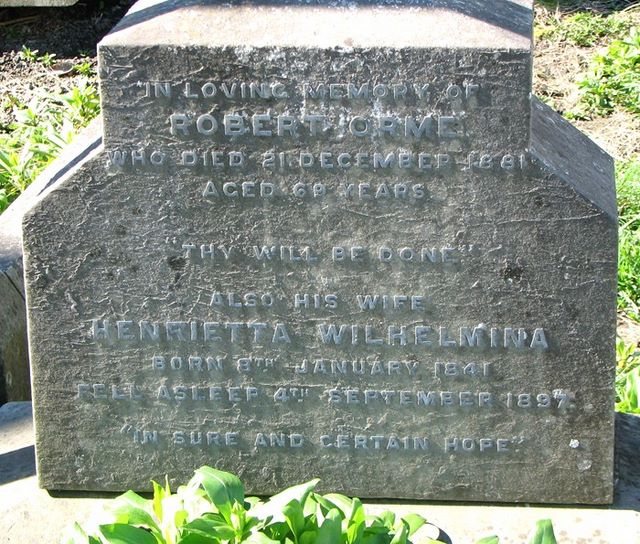 IN LOVING MEMORY OF
ROBERT ORME
WHO DIED 21 DECEMBER 1881
AGED 69 YEARS
"THY WILL BE DONE"
ALSO HIS WIFE
HENRIETTA WILHELMINA
BORN 8TH JANUARY 1841
FELL ASLEEP 4TH SEPTEMBER 1897.
"IN SURE AND CERTAIN HOPE"